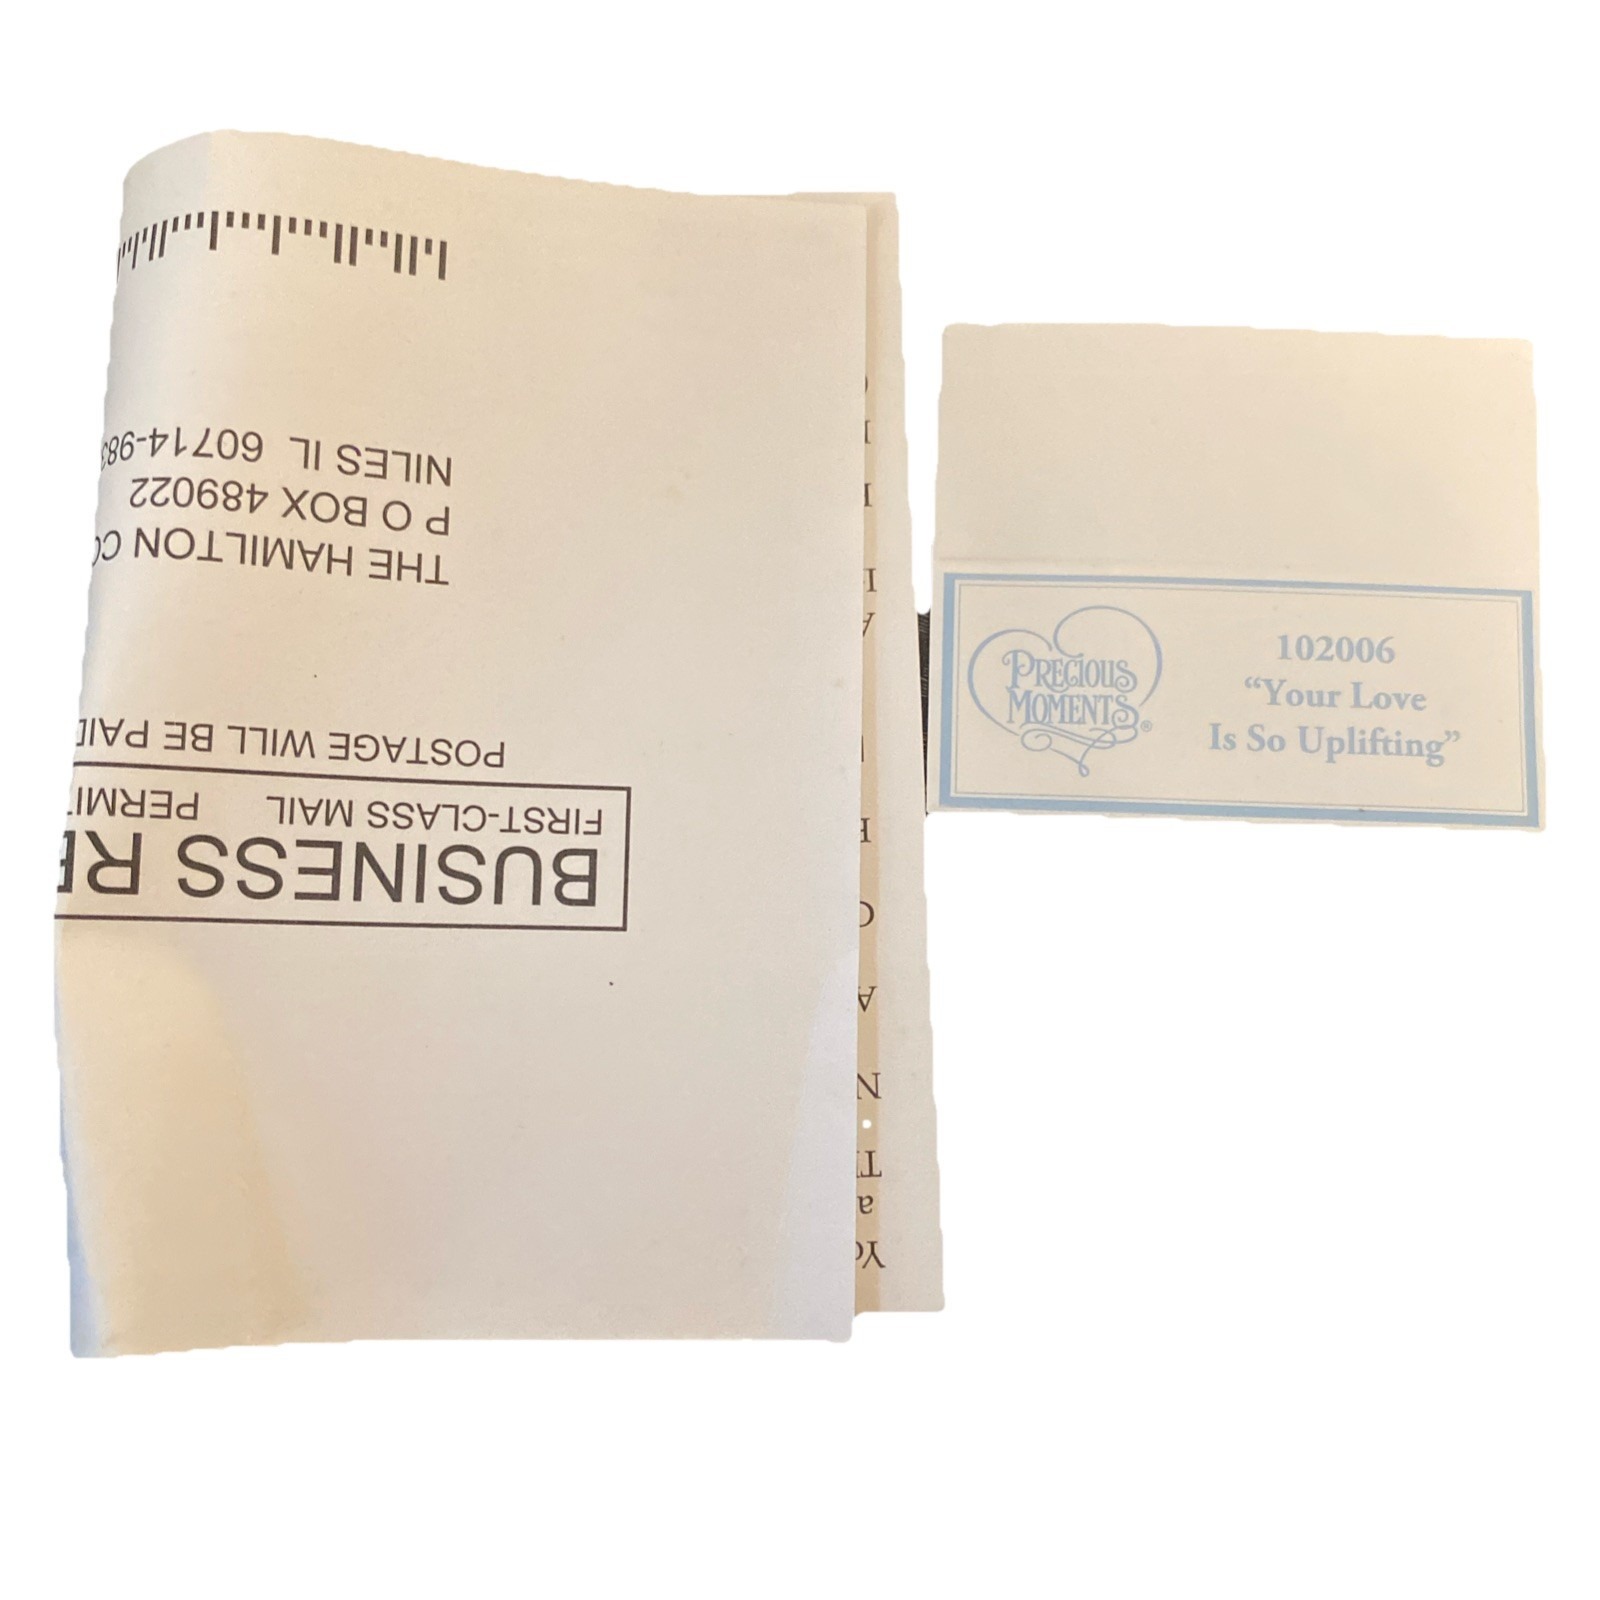 BUSINESS RE
FIRST-CLASS MAIL PERMIT
POSTAGE WILL BE PAID
THE HAMILTON CO
P O BOX 489022
NILES IL 60714-983
PRECIOUS
MOMENTS®
102006
“Your Love
Is So Uplifting”